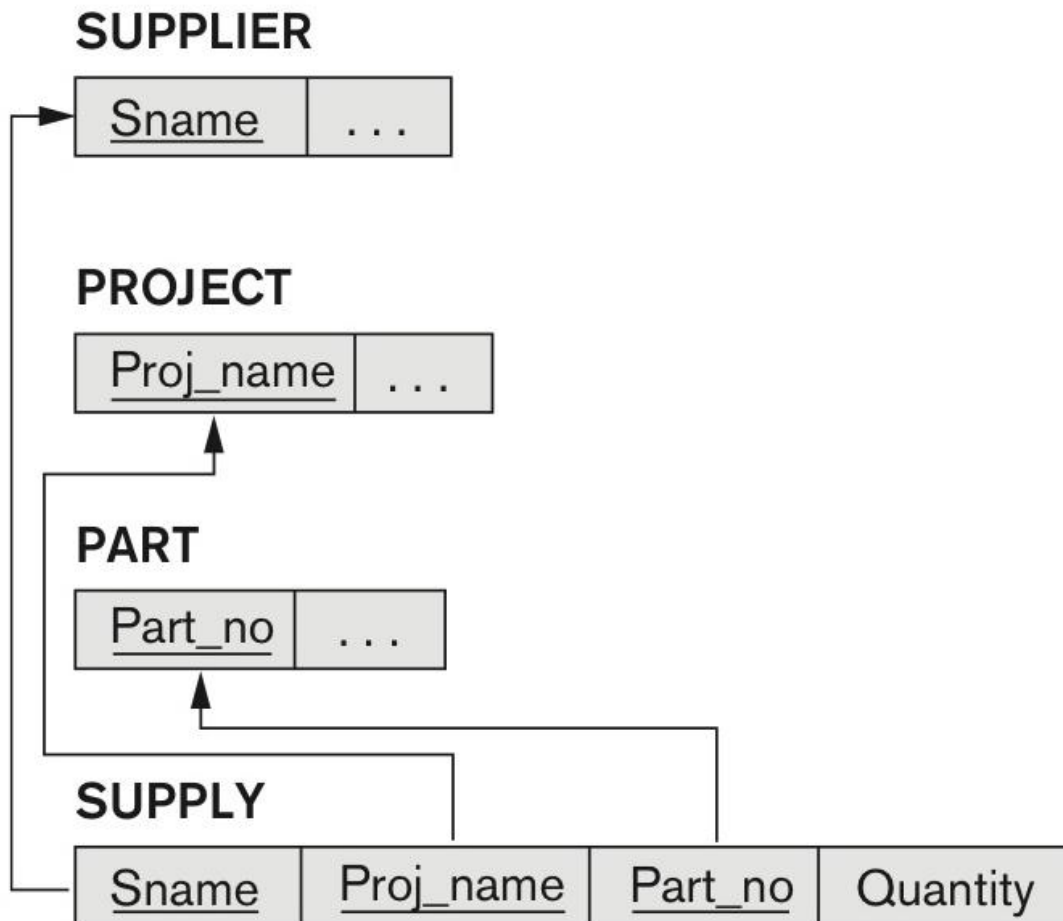 SUPPLIER
Sname ...
PROJECT
Proj_name ...
PART
Part_no ...
SUPPLY
Sname Proj_name Part_no Quantity